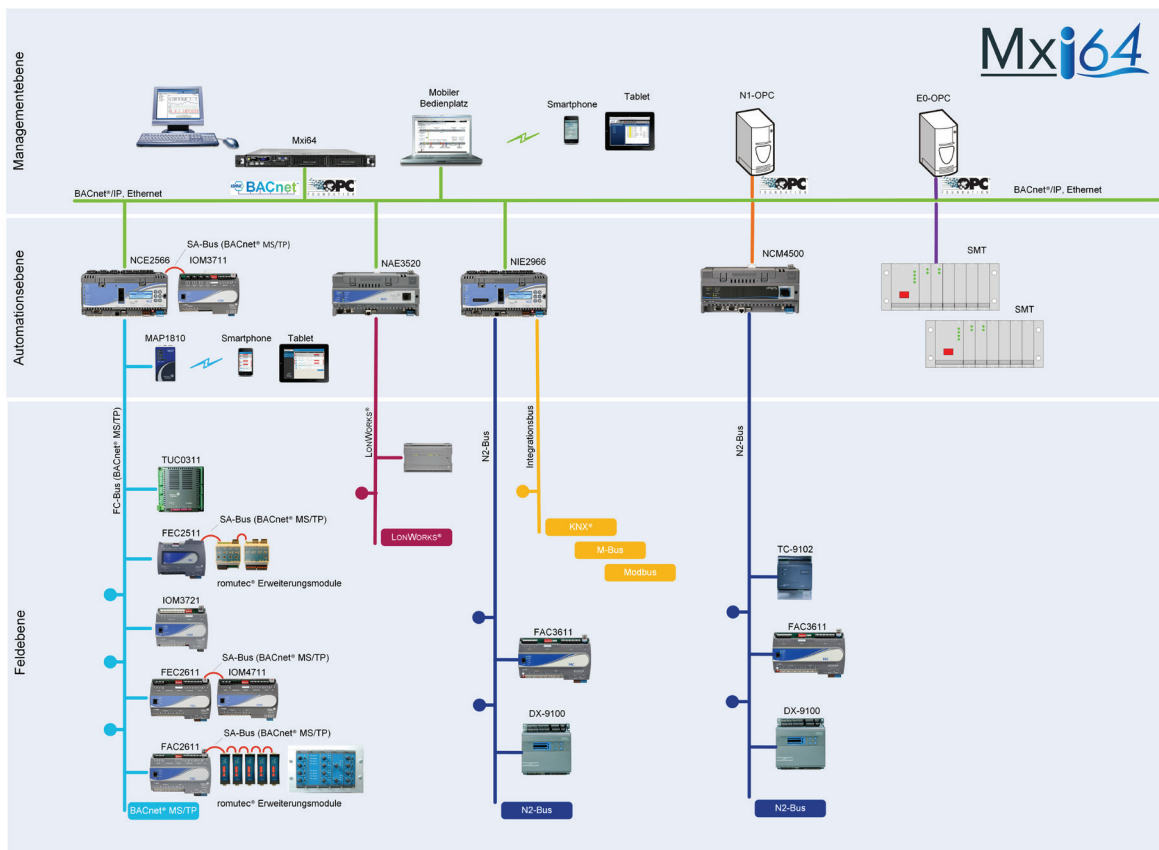 Managementebene
Mxi64
Mxi64
Mobiler
Bedienplatz
Smartphone
Tablet
N1-OPC
E0-OPC
BACnet
OPC
FOUNDATION
OPC
FOUNDATION
OPC
FOUNDATION
BACnet®/IP, Ethernet
BACnet®/IP, Ethernet
Automationsebene
SA-Bus (BACnet® MS/TP)
NCE2566
IOM3711
NAE3520
NIE2966
NCM4500
SMT
SMT
MAP1810
Smartphone
Tablet
Feldebene
FC-Bus (BACnet® MS/TP)
LONWORKS®
N2-Bus
Integrationsbus
N2-Bus
TUC0311
SA-Bus (BACnet® MS/TP)
FEC2511
romutec® Erweiterungsmodule
LONWORKS®
KNX®
M-Bus
Modbus
TC-9102
IOM3721
FAC3611
FAC3611
SA-Bus (BACnet® MS/TP)
FEC2611
IOM4711
DX-9100
DX-9100
SA-Bus (BACnet® MS/TP)
FAC2611
romutec® Erweiterungsmodule
BACnet® MS/TP
N2-Bus
N2-Bus